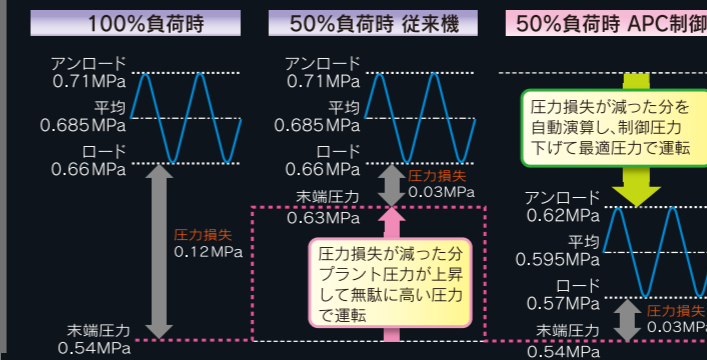 100%負荷時
アンロード
0.71MPa
平均
0.685MPa
ロード
0.66MPa
圧力損失
0.12MPa
末端圧力
0.54MPa
50%負荷時 従来機
アンロード
0.71MPa
平均
0.685MPa
ロード
0.66MPa
圧力損失
0.03MPa
末端圧力
0.63MPa
圧力損失が減った分
プラント圧力が上昇
して無駄に高い圧力
で運転
50%負荷時 APC制御
圧力損失が減った分を
自動演算し、制御圧力
下げて最適圧力で運転
アンロード
0.62MPa
平均
0.595MPa
ロード
0.57MPa
圧力損失
0.03MPa
末端圧力
0.54MPa